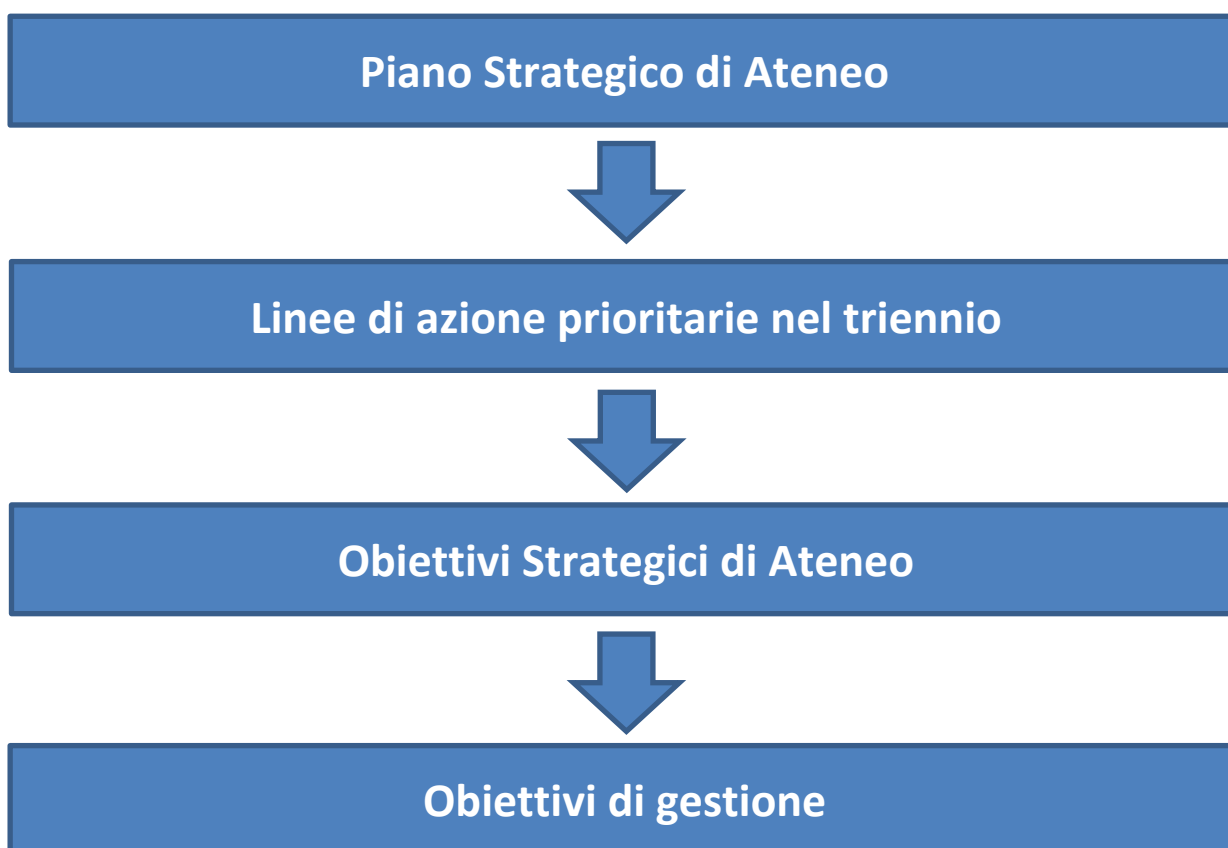 Piano Strategico di Ateneo
Linee di azione prioritarie nel triennio
Obiettivi Strategici di Ateneo
Obiettivi di gestione